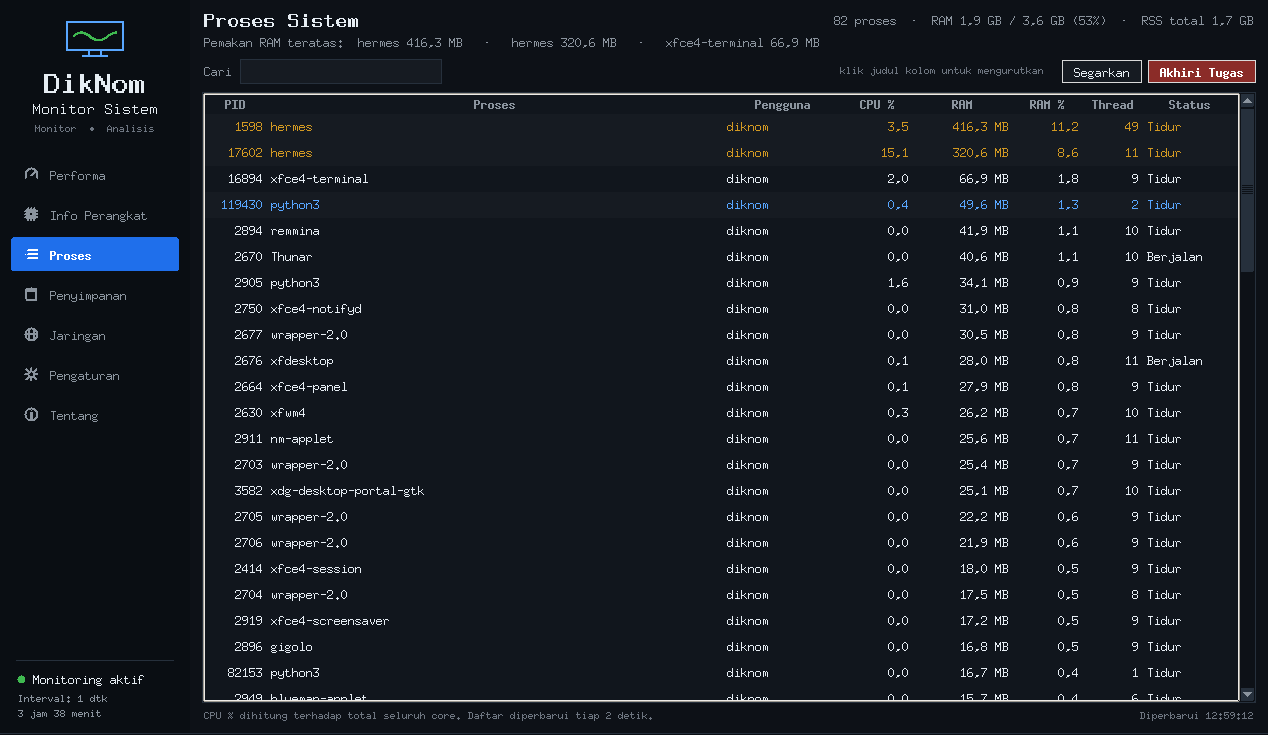 DikNom
Monitor Sistem
Monitor • Analisis
Performa
Info Perangkat
Proses
Penyimpanan
Jaringan
Pengaturan
Tentang
Monitoring aktif
Interval: 1 dtk
3 jam 38 menit
Proses Sistem
82 proses · RAM 1,9 GB / 3,6 GB (53%) · RSS total 1,7 GB
Pemakan RAM teratas: hermes 416,3 MB · hermes 320,6 MB · xfce4-terminal 66,9 MB
Cari
klik judul kolom untuk mengurutkan
Segarkan
Akhiri Tugas
PID Proses Pengguna CPU % RAM RAM % Thread Status
1598 hermes diknom 3,5 416,3 MB 11,2 49 Tidur
17602 hermes diknom 15,1 320,6 MB 8,6 11 Tidur
16894 xfce4-terminal diknom 2,0 66,9 MB 1,8 9 Tidur
119430 python3 diknom 0,4 49,6 MB 1,3 2 Tidur
2894 remmina diknom 0,0 41,9 MB 1,1 10 Tidur
2670 Thunar diknom 0,0 40,6 MB 1,1 10 Berjalan
2905 python3 diknom 1,6 34,1 MB 0,9 9 Tidur
2750 xfce4-notifyd diknom 0,0 31,0 MB 0,8 8 Tidur
2677 wrapper-2.0 diknom 0,0 30,5 MB 0,8 9 Tidur
2676 xfdesktop diknom 0,1 28,0 MB 0,8 11 Berjalan
2664 xfce4-panel diknom 0,1 27,9 MB 0,8 9 Tidur
2630 xfwm4 diknom 0,3 26,2 MB 0,7 10 Tidur
2911 nm-applet diknom 0,0 25,6 MB 0,7 11 Tidur
2703 wrapper-2.0 diknom 0,0 25,4 MB 0,7 9 Tidur
3582 xdg-desktop-portal-gtk diknom 0,0 25,1 MB 0,7 10 Tidur
2705 wrapper-2.0 diknom 0,0 22,2 MB 0,6 9 Tidur
2706 wrapper-2.0 diknom 0,0 21,9 MB 0,6 9 Tidur
2414 xfce4-session diknom 0,0 18,0 MB 0,5 9 Tidur
2704 wrapper-2.0 diknom 0,0 17,5 MB 0,5 8 Tidur
2919 xfce4-screensaver diknom 0,0 17,2 MB 0,5 9 Tidur
2896 gigolo diknom 0,0 16,8 MB 0,5 9 Tidur
82153 python3 diknom 0,0 16,7 MB 0,4 1 Tidur
2949 blueman-applet diknom 0,0 15,7 MB 0,4 6 Tidur
CPU % dihitung terhadap total seluruh core. Daftar diperbarui tiap 2 detik.
Diperbarui 12:59:12